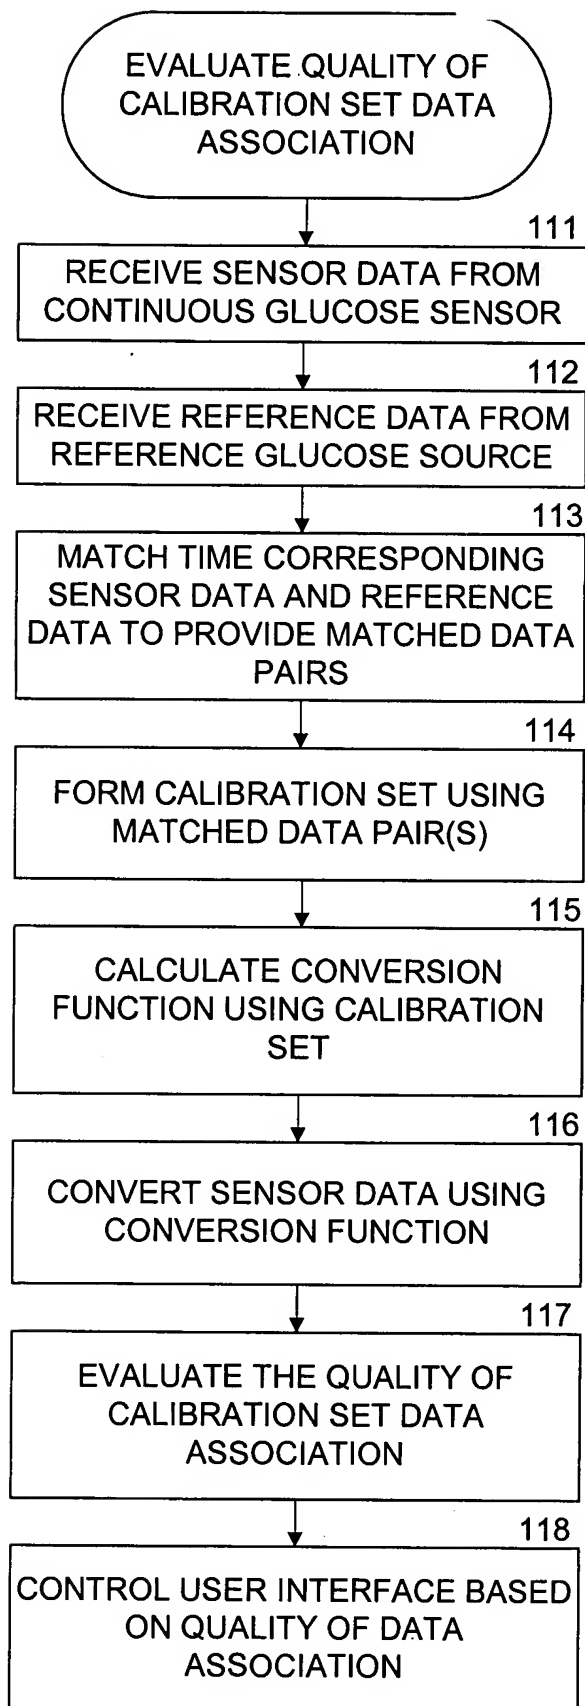 EVALUATE QUALITY OF
CALIBRATION SET DATA
ASSOCIATION
111
RECEIVE SENSOR DATA FROM
CONTINUOUS GLUCOSE SENSOR
112
RECEIVE REFERENCE DATA FROM
REFERENCE GLUCOSE SOURCE
113
MATCH TIME CORRESPONDING
SENSOR DATA AND REFERENCE
DATA TO PROVIDE MATCHED DATA
PAIRS
114
FORM CALIBRATION SET USING
MATCHED DATA PAIR(S)
115
CALCULATE CONVERSION
FUNCTION USING CALIBRATION
SET
116
CONVERT SENSOR DATA USING
CONVERSION FUNCTION
117
EVALUATE THE QUALITY OF
CALIBRATION SET DATA
ASSOCIATION
118
CONTROL USER INTERFACE BASED
ON QUALITY OF DATA
ASSOCIATION